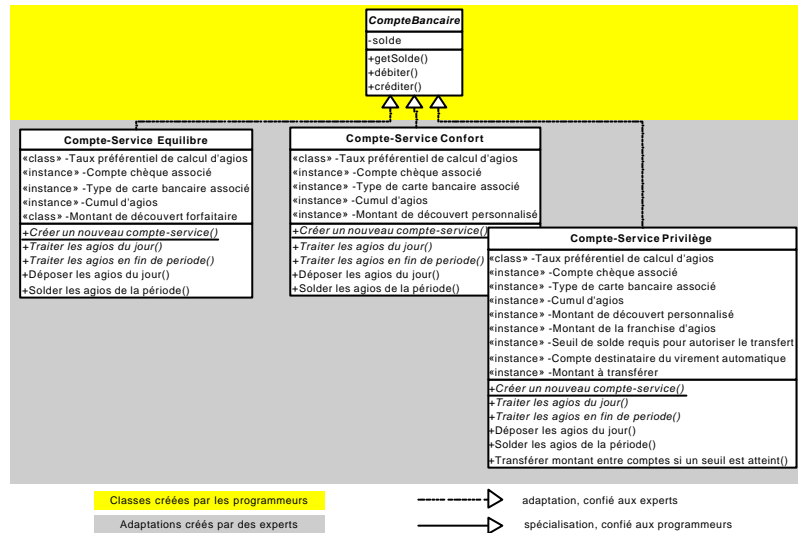 CompteBancaire
-solde
+getSolde()
+débiter()
+créditer()
Compte-Service Equilibre
«class» -Taux préférentiel de calcul d'agios
«instance» -Compte chèque associé
«instance» -Type de carte bancaire associé
«instance» -Cumul d'agios
«class» -Montant de découvert forfaitaire
+Créer un nouveau compte-service()
+Traiter les agios du jour()
+Traiter les agios en fin de periode()
+Déposer les agios du jour()
+Solder les agios de la période()
Compte-Service Confort
«class» -Taux préférentiel de calcul d'agios
«instance» -Compte chèque associé
«instance» -Type de carte bancaire associé
«instance» -Cumul d'agios
«instance» -Montant de découvert personnalisé
+Créer un nouveau compte-service()
+Traiter les agios du jour()
+Traiter les agios en fin de periode()
+Déposer les agios du jour()
+Solder les agios de la période()
Compte-Service Privilège
«class» -Taux préférentiel de calcul d'agios
«instance» -Compte chèque associé
«instance» -Type de carte bancaire associé
«instance» -Cumul d'agios
«instance» -Montant de découvert personnalisé
«instance» -Montant de la franchise d'agios
«instance» -Seuil de solde requis pour autoriser le transfert
«instance» -Compte destinataire du virement automatique
«instance» -Montant à transférer
+Créer un nouveau compte-service()
+Traiter les agios du jour()
+Traiter les agios en fin de periode()
+Déposer les agios du jour()
+Solder les agios de la période()
+Transférer montant entre comptes si un seuil est atteint()
Classes créées par les programmeurs
adaptation, confié aux experts
Adaptations créés par des experts
spécialisation, confié aux programmeurs